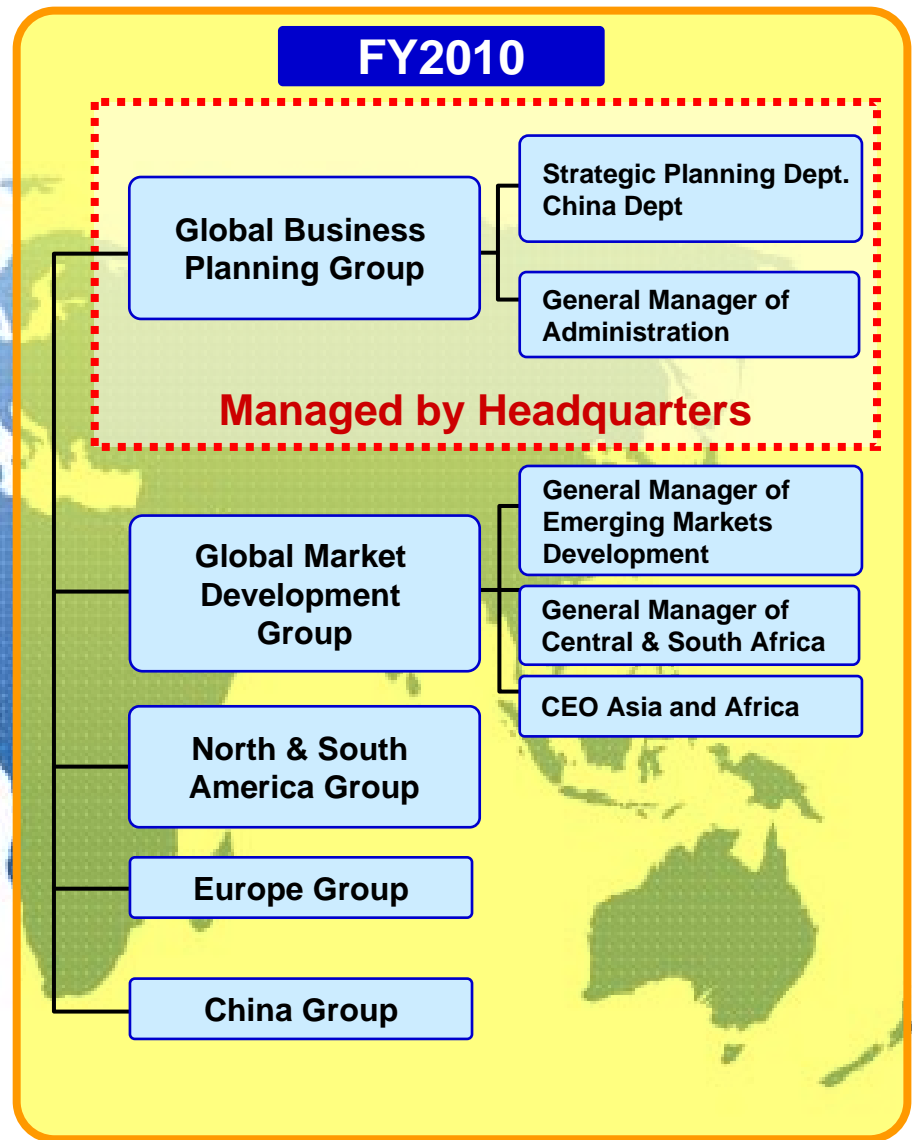 FY2010
Global Business
Planning Group
Strategic Planning Dept.
China Dept
General Manager of
Administration
Managed by Headquarters
Global Market
Development
Group
General Manager of
Emerging Markets
Development
General Manager of
Central & South Africa
CEO Asia and Africa
North & South
America Group
Europe Group
China Group